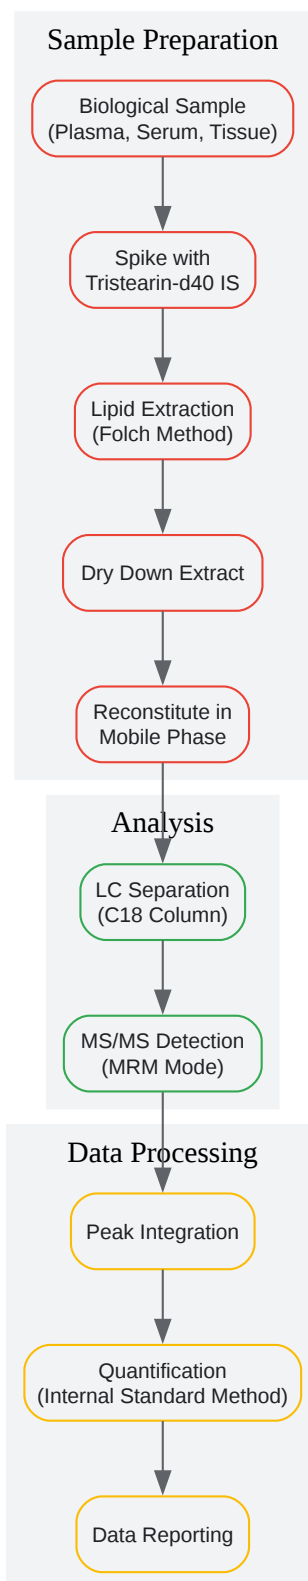 Sample Preparation
Biological Sample
(Plasma, Serum, Tissue)
Spike with
Tristearin-d40 IS
Lipid Extraction
(Folch Method)
Dry Down Extract
Reconstitute in
Mobile Phase
Analysis
LC Separation
(C18 Column)
MS/MS Detection
(MRM Mode)
Data Processing
Peak Integration
Quantification
(Internal Standard Method)
Data Reporting